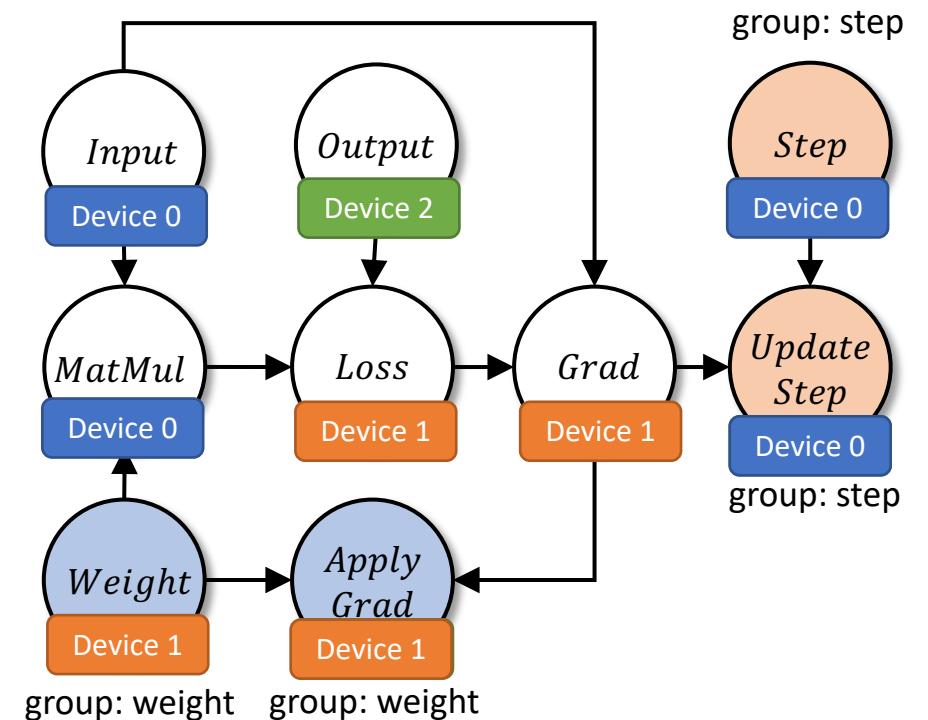 group: step
Input
Device 0
Output
Device 2
Step
Device 0
MatMul
Device 0
Loss
Device 1
Grad
Device 1
Update
Step
Device 0
group: step
Weight
Device 1
group: weight
Apply
Grad
Device 1
group: weight